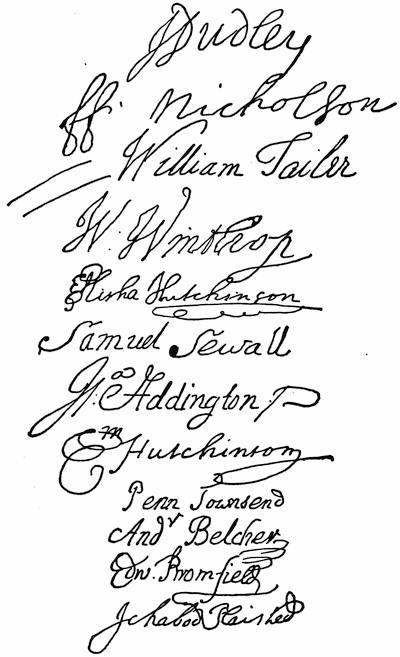 J Dudley
ff. Nicholson
William Tailer
W. Winthrop
Elisha Hutchinson
Samuel Sewall
Js.ª Addington
Em Hutchinson
Penn Townsend
Andr Belcher
Edw. Bromfield
Ichabod Plaisted